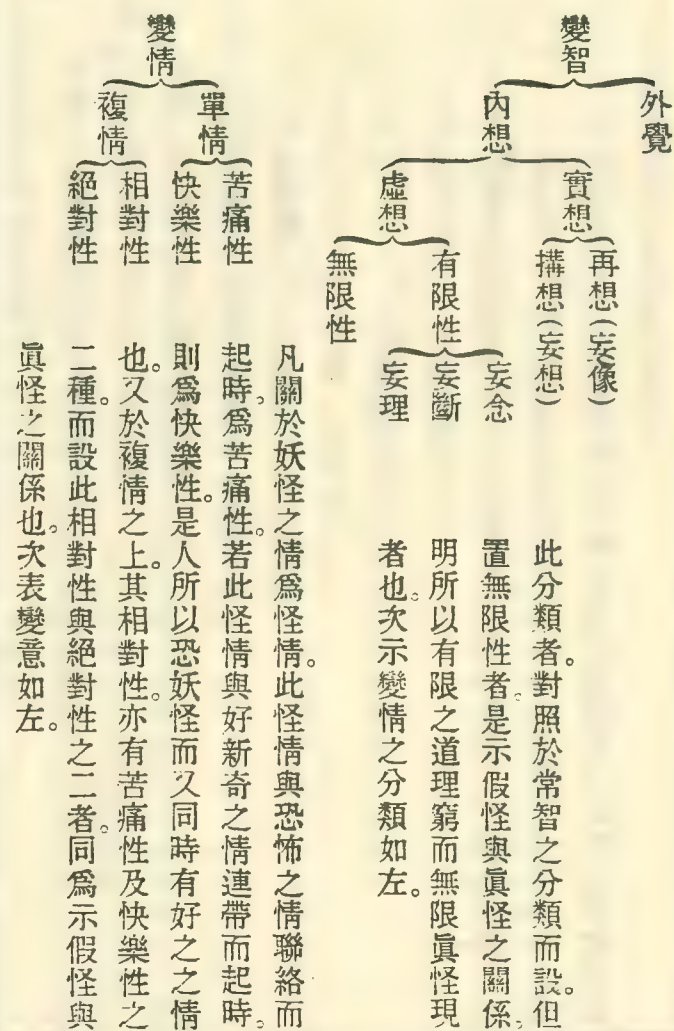 外覺
變智
內想
實想
再想(妄像)
搆想(妄想)
虛想
有限性
妄念
妄斷
妄理
無限性
此分類者。對照於常智之分類而設。但
置無限性者。是示假怪與眞怪之關係。
明所以有限之道理窮而無限眞怪現
者也。次示變情之分類如左。
變情
單情
苦痛性
快樂性
複情
相對性
絕對性
凡關於妖怪之情爲怪情。此怪情與恐怖之情聯絡而
起時。爲苦痛性。若此怪情與好新奇之情連帶而起時。
則爲快樂性。是人所以恐妖怪而又同時有好之之情
也。又於複情之上。其相對性。亦有苦痛性及快樂性之
二種。而設此相對性與絕對性之二者。同爲示假怪與
眞怪之關係也。次表變意如左。